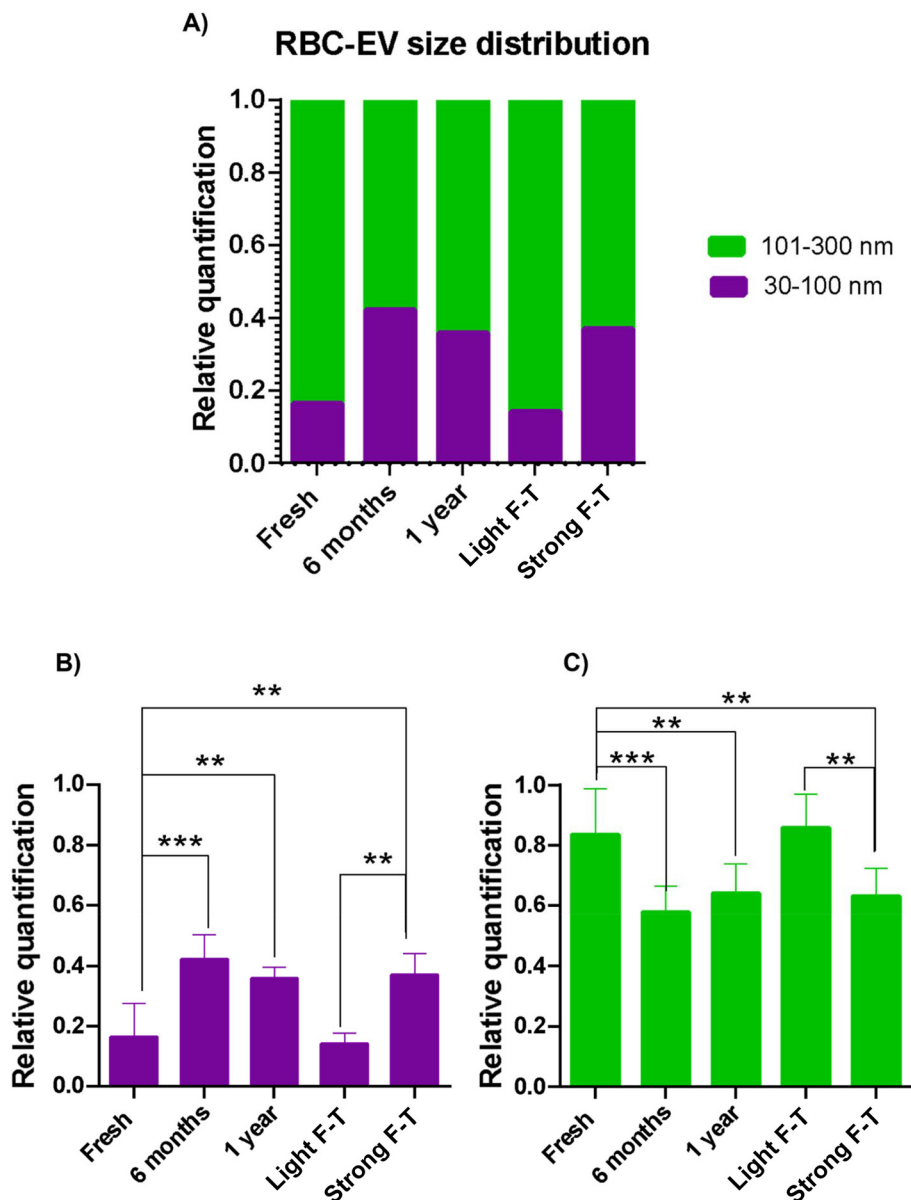 A)
RBC-EV size distribution
Relative quantification
1.0
0.8
0.6
0.4
0.2
0.0
Fresh
6 months
1 year
Light F-T
Strong F-T
101-300 nm
30-100 nm
B)
**
**
***
**
Relative quantification
1.0
0.8
0.6
0.4
0.2
0.0
Fresh
6 months
1 year
Light F-T
Strong F-T
C)
**
**
***
**
Relative quantification
1.0
0.8
0.6
0.4
0.2
0.0
Fresh
6 months
1 year
Light F-T
Strong F-T